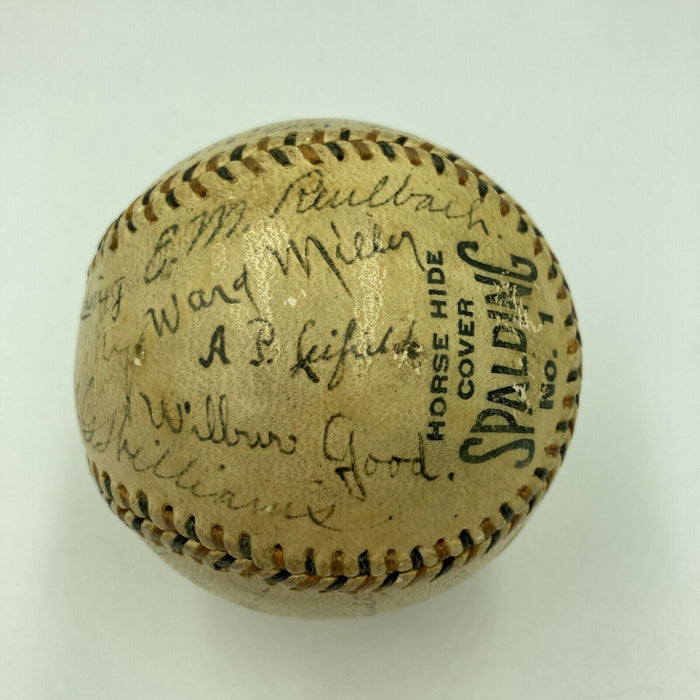 E. M. Reulbach.
Ward Miller
A P Leifield
Wilbur Good.
Williams.
HORSE HIDE
COVER
SPALDING
NO. 1